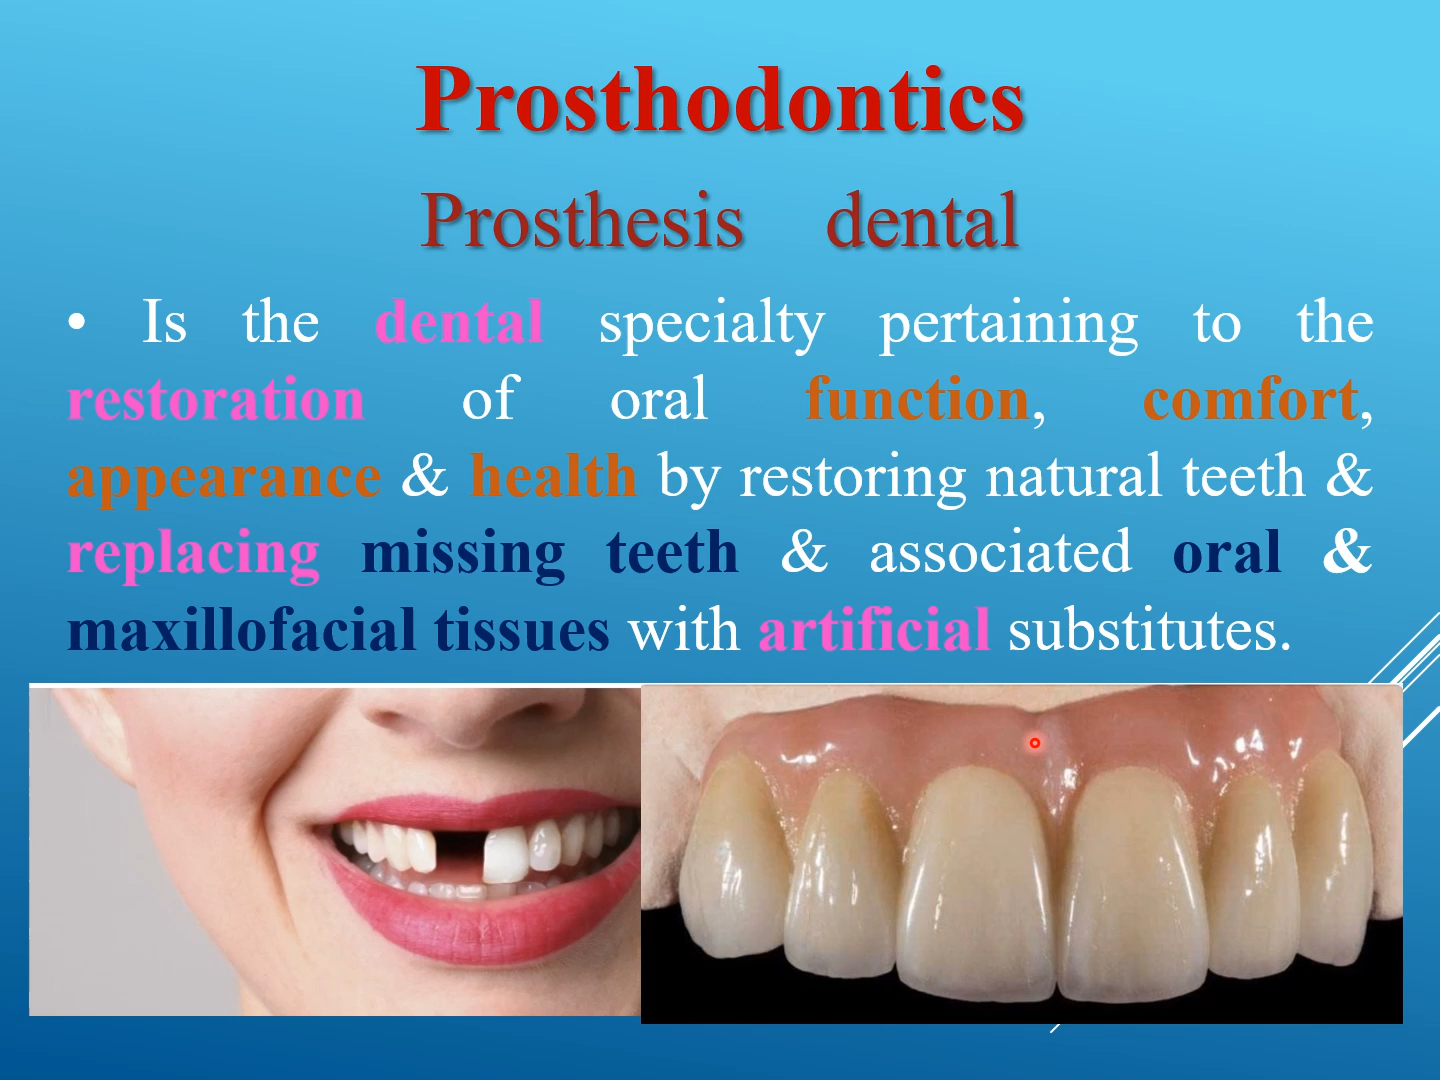 Prosthodontics
Prosthesis dental
• Is the dental specialty pertaining to the
restoration of oral function, comfort,
appearance & health by restoring natural teeth &
replacing missing teeth & associated oral &
maxillofacial tissues with artificial substitutes.